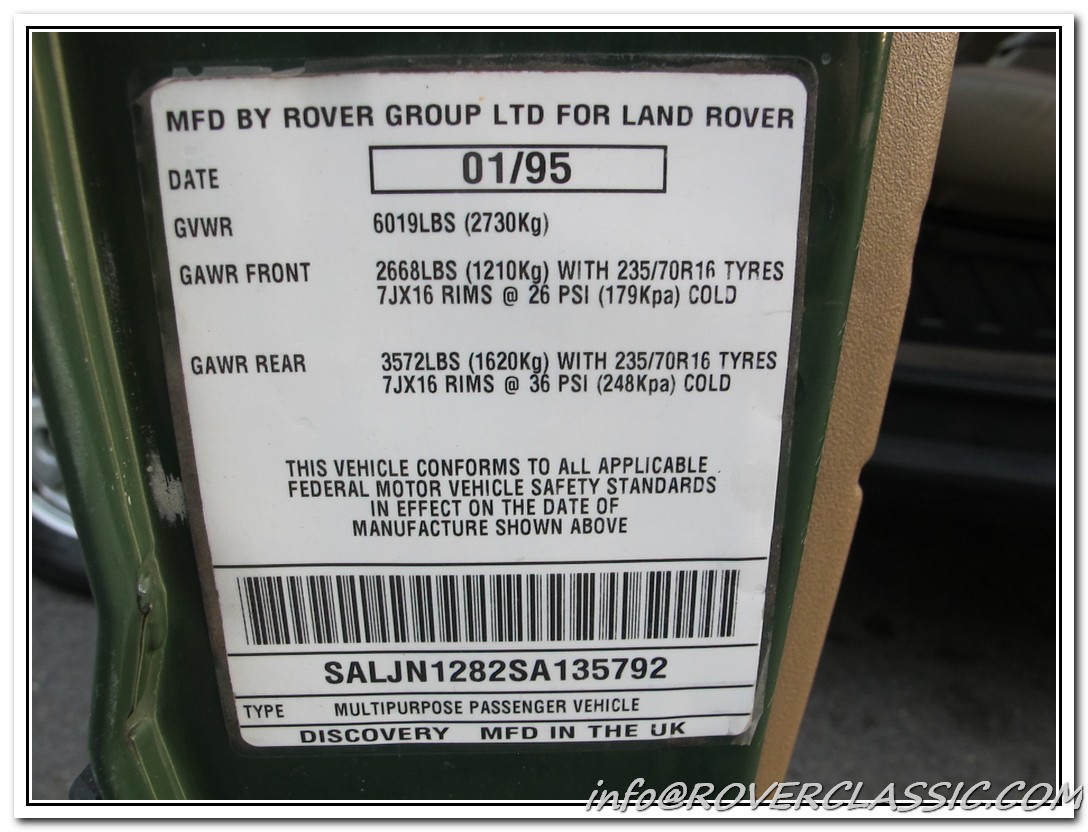 MFD BY ROVER GROUP LTD FOR LAND ROVER
DATE 01/95
GVWR 6019LBS (2730Kg)
GAWR FRONT 2668LBS (1210Kg) WITH 235/70R16 TYRES
7JX16 RIMS @ 26 PSI (179Kpa) COLD
GAWR REAR 3572LBS (1620Kg) WITH 235/70R16 TYRES
7JX16 RIMS @ 36 PSI (248Kpa) COLD
THIS VEHICLE CONFORMS TO ALL APPLICABLE
FEDERAL MOTOR VEHICLE SAFETY STANDARDS
IN EFFECT ON THE DATE OF
MANUFACTURE SHOWN ABOVE
SALJN1282SA135792
TYPE MULTIPURPOSE PASSENGER VEHICLE
DISCOVERY MFD IN THE UK
info@ROVERCLASSIC.COM